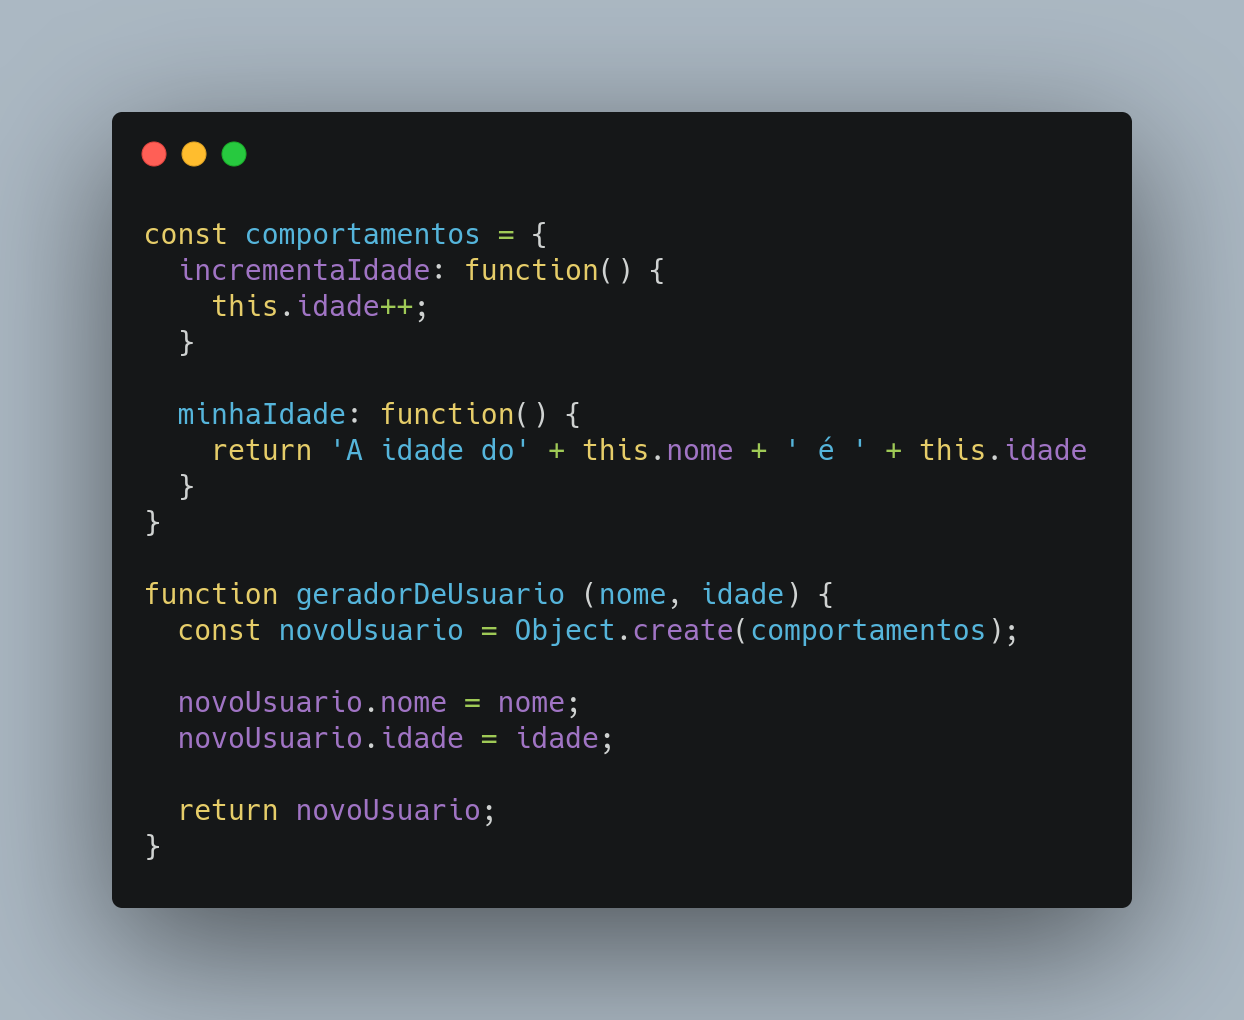 const comportamentos = {
  incrementaIdade: function() {
    this.idade++;
  }

  minhaIdade: function() {
    return 'A idade do' + this.nome + ' é ' + this.idade
  }
}

function geradorDeUsuario (nome, idade) {
  const novoUsuario = Object.create(comportamentos);

  novoUsuario.nome = nome;
  novoUsuario.idade = idade;

  return novoUsuario;
}